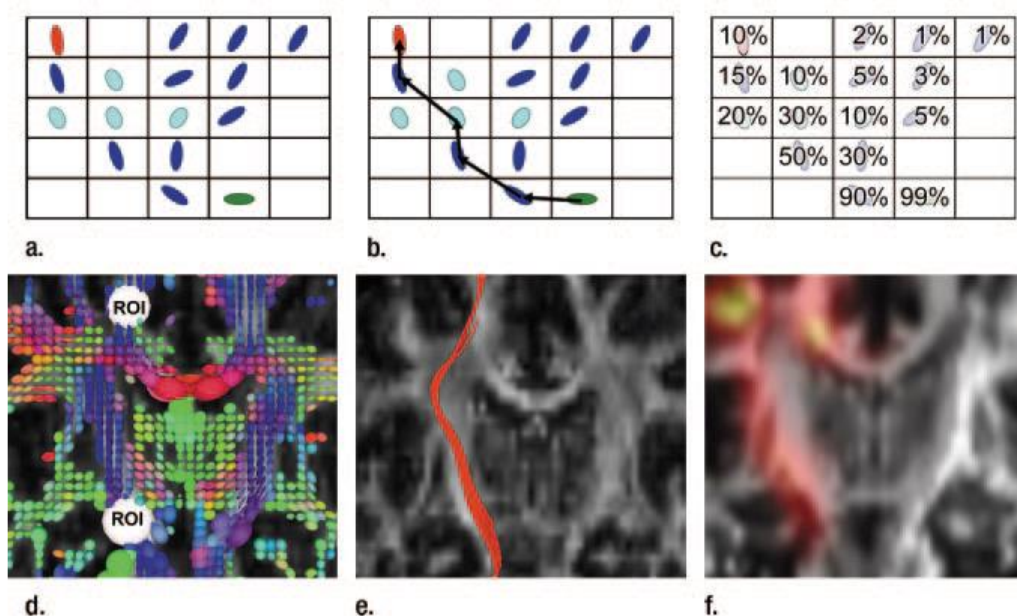 10% 2% 1% 1%
15% 10% 5% 3%
20% 30% 10% 5%
50% 30%
90% 99%
a. b. c.
ROI
ROI
d. e. f.